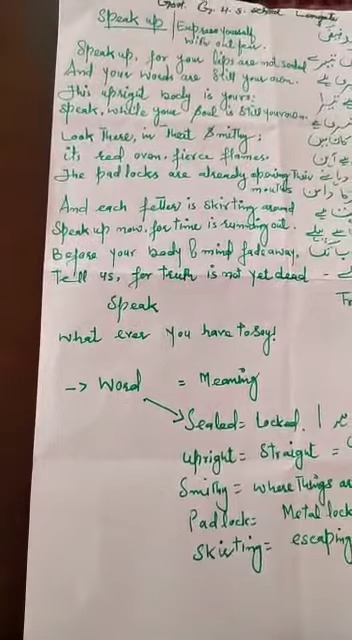 Govt. G. H. S. School Langate
Speak up / Express yourself
with out fear.
Speak up, for your lips are not sealed
And your words are still your own.
This upright body is yours;
Speak, while your Soul is still your own.
Look There, in that Smithy;
its red oven, fierce flames.
The pad locks are already opening their
mouths
And each fetter is skirting around
Speak up now, for time is running out.
Before your body & mind fade away.
Tell us, for truth is not yet dead -
Speak
What ever you have to say!
-> Word = Meaning
Sealed = Locked. |
upright = Straight =
Smithy = where Things
Padlock = Metal lock
Skirting = escaping